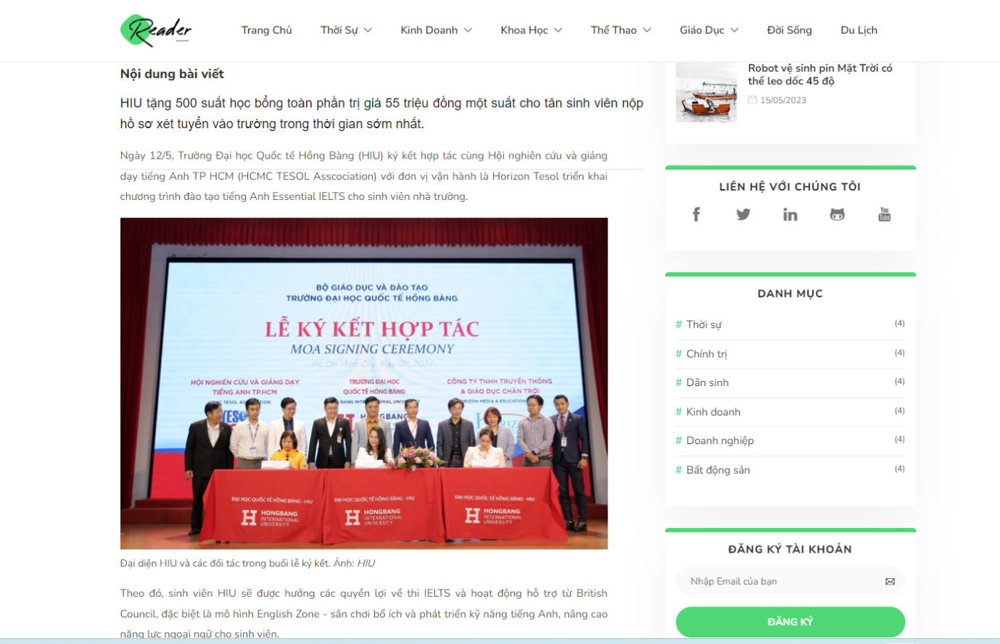 Reader
Trang Chủ
Thời Sự
Kinh Doanh
Khoa Học
Thể Thao
Giáo Dục
Đời Sống
Du Lịch
Nội dung bài viết
HIU tặng 500 suất học bổng toàn phần trị giá 55 triệu đồng một suất cho tân sinh viên nộp
hồ sơ xét tuyển vào trường trong thời gian sớm nhất.
Ngày 12/5, Trường Đại học Quốc tế Hồng Bàng (HIU) ký kết hợp tác cùng Hội nghiên cứu và giảng
dạy tiếng Anh TP HCM (HCMC TESOL Asscociation) với đơn vị vận hành là Horizon Tesol triển khai
chương trình đào tạo tiếng Anh Essential IELTS cho sinh viên nhà trường.
BỘ GIÁO DỤC VÀ ĐÀO TẠO
TRƯỜNG ĐẠI HỌC QUỐC TẾ HỒNG BÀNG
LỄ KÝ KẾT HỢP TÁC
MOA SIGNING CEREMONY
Ho Chi Minh City, May 12th, 2023
HỘI NGHIÊN CỨU VÀ GIẢNG DẠY
TIẾNG ANH TP.HCM
TESOL ASSOCIATION
TRƯỜNG ĐẠI HỌC
QUỐC TẾ HỒNG BÀNG
BANG INTERNATIONAL UNIVERSITY
CÔNG TY TNHH TRUYỀN THÔNG
& GIÁO DỤC CHÂN TRỜI
HORIZON MEDIA & EDUCATION
ĐẠI HỌC QUỐC TẾ HỒNG BÀNG - HIU
HONGBANG
INTERNATIONAL
UNIVERSITY
ĐẠI HỌC QUỐC TẾ HỒNG BÀNG - HIU
HONGBANG
INTERNATIONAL
UNIVERSITY
ĐẠI HỌC QUỐC TẾ HỒNG BÀNG - HIU
HONGBANG
INTERNATIONAL
UNIVERSITY
Đại diện HIU và các đối tác trong buổi lễ ký kết. Ảnh: HIU
Theo đó, sinh viên HIU sẽ được hưởng các quyền lợi về thi IELTS và hoạt động hỗ trợ từ British
Council, đặc biệt là mô hình English Zone - sân chơi bổ ích và phát triển kỹ năng tiếng Anh, nâng cao
năng lực ngoại ngữ cho sinh viên.
Robot vệ sinh pin Mặt Trời có
thể leo dốc 45 độ
15/05/2023
LIÊN HỆ VỚI CHÚNG TÔI
You
Tube
DANH MỤC
# Thời sự (4)
# Chính trị (4)
# Dân sinh (4)
# Kinh doanh (4)
# Doanh nghiệp (4)
# Bất động sản (4)
ĐĂNG KÝ TÀI KHOẢN
Nhập Email của bạn
ĐĂNG KÝ